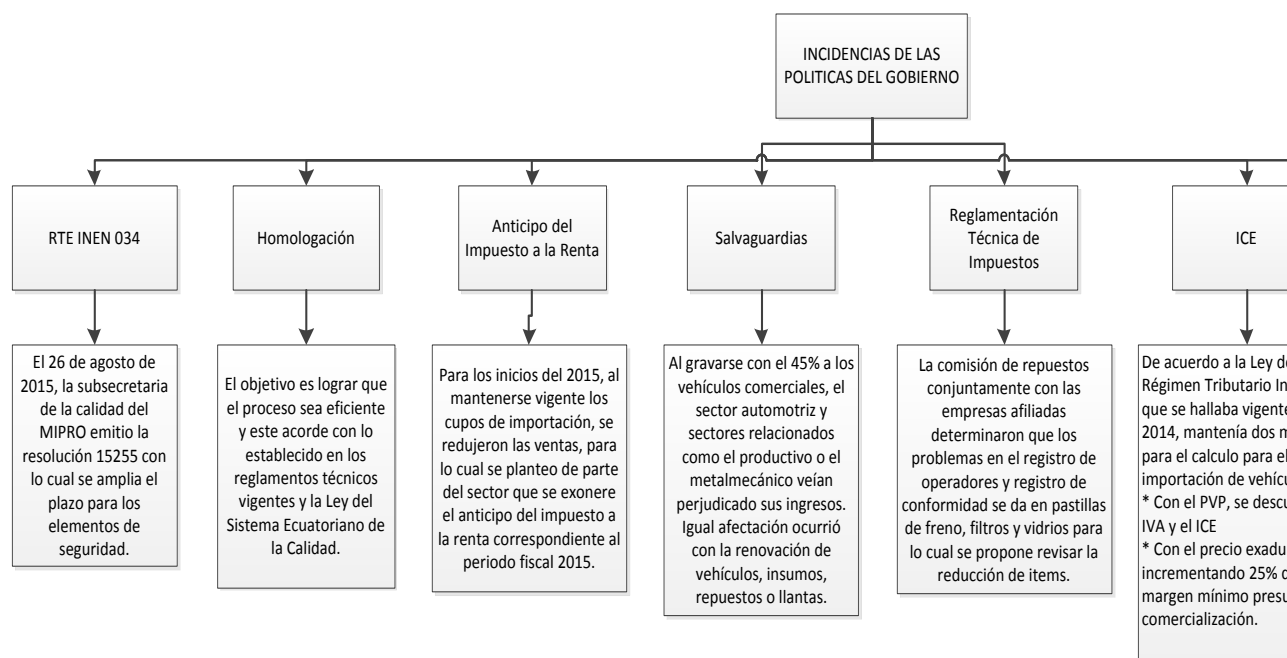 INCIDENCIAS DE LAS
POLITICAS DEL GOBIERNO
RTE INEN 034
Homologación
Anticipo del
Impuesto a la Renta
Salvaguardias
Reglamentación
Técnica de
Impuestos
ICE
El 26 de agosto de
2015, la subsecretaria
de la calidad del
MIPRO emitio la
resolución 15255 con
lo cual se amplia el
plazo para los
elementos de
seguridad.
El objetivo es lograr que
el proceso sea eficiente
y este acorde con lo
establecido en los
reglamentos técnicos
vigentes y la Ley del
Sistema Ecuatoriano de
la Calidad.
Para los inicios del 2015, al
mantenerse vigente los
cupos de importación, se
redujeron las ventas, para
lo cual se planteo de parte
del sector que se exonere
el anticipo del impuesto a
la renta correspondiente al
periodo fiscal 2015.
Al gravarse con el 45% a los
vehículos comerciales, el
sector automotriz y
sectores relacionados
como el productivo o el
metalmecánico veían
perjudicado sus ingresos.
Igual afectación ocurrió
con la renovación de
vehículos, insumos,
repuestos o llantas.
La comisión de repuestos
conjuntamente con las
empresas afiliadas
determinaron que los
problemas en el registro de
operadores y registro de
conformidad se da en pastillas
de freno, filtros y vidrios para
lo cual se propone revisar la
reducción de items.
De acuerdo a la Ley
Régimen Tributario
que se hallaba vigente
2014, mantenía dos
para el calculo para el
importación de
* Con el PVP, se
IVA y el ICE
* Con el precio
incrementando 25%
margen mínimo
comercialización.